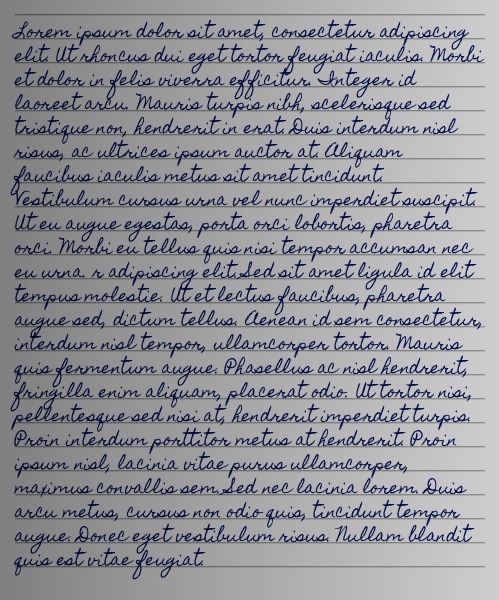 Lorem ipsum dolor sit amet, consectetur adipiscing
elit. Ut rhoncus dui eget tortor feugiat iaculis. Morbi
et dolor in felis viverra efficitur. Integer id
laoreet arcu. Mauris turpis nibh, scelerisque sed
tristique non, hendrerit in erat. Duis interdum nisl
risus, ac ultrices ipsum auctor at. Aliquam
faucibus iaculis metus sit amet tincidunt.
Vestibulum cursus urna vel nunc imperdiet suscipit.
Ut eu augue egestas, porta orci lobortis, pharetra
orci. Morbi eu tellus quis nisi tempor accumsan nec
eu urna. r adipiscing elit.Sed sit amet ligula id elit
tempus molestie. Ut et lectus faucibus, pharetra
augue sed, dictum tellus. Aenean id sem consectetur,
interdum nisl tempor, ullamcorper tortor. Mauris
quis fermentum augue. Phasellus ac nisl hendrerit,
fringilla enim aliquam, placerat odio. Ut tortor nisi,
pellentesque sed nisi at, hendrerit imperdiet turpis.
Proin interdum porttitor metus at hendrerit. Proin
ipsum nisl, lacinia vitae purus ullamcorper,
maximus convallis sem.Sed nec lacinia lorem. Duis
arcu metus, cursus non odio quis, tincidunt tempor
augue. Donec eget vestibulum risus. Nullam blandit
quis est vitae feugiat.